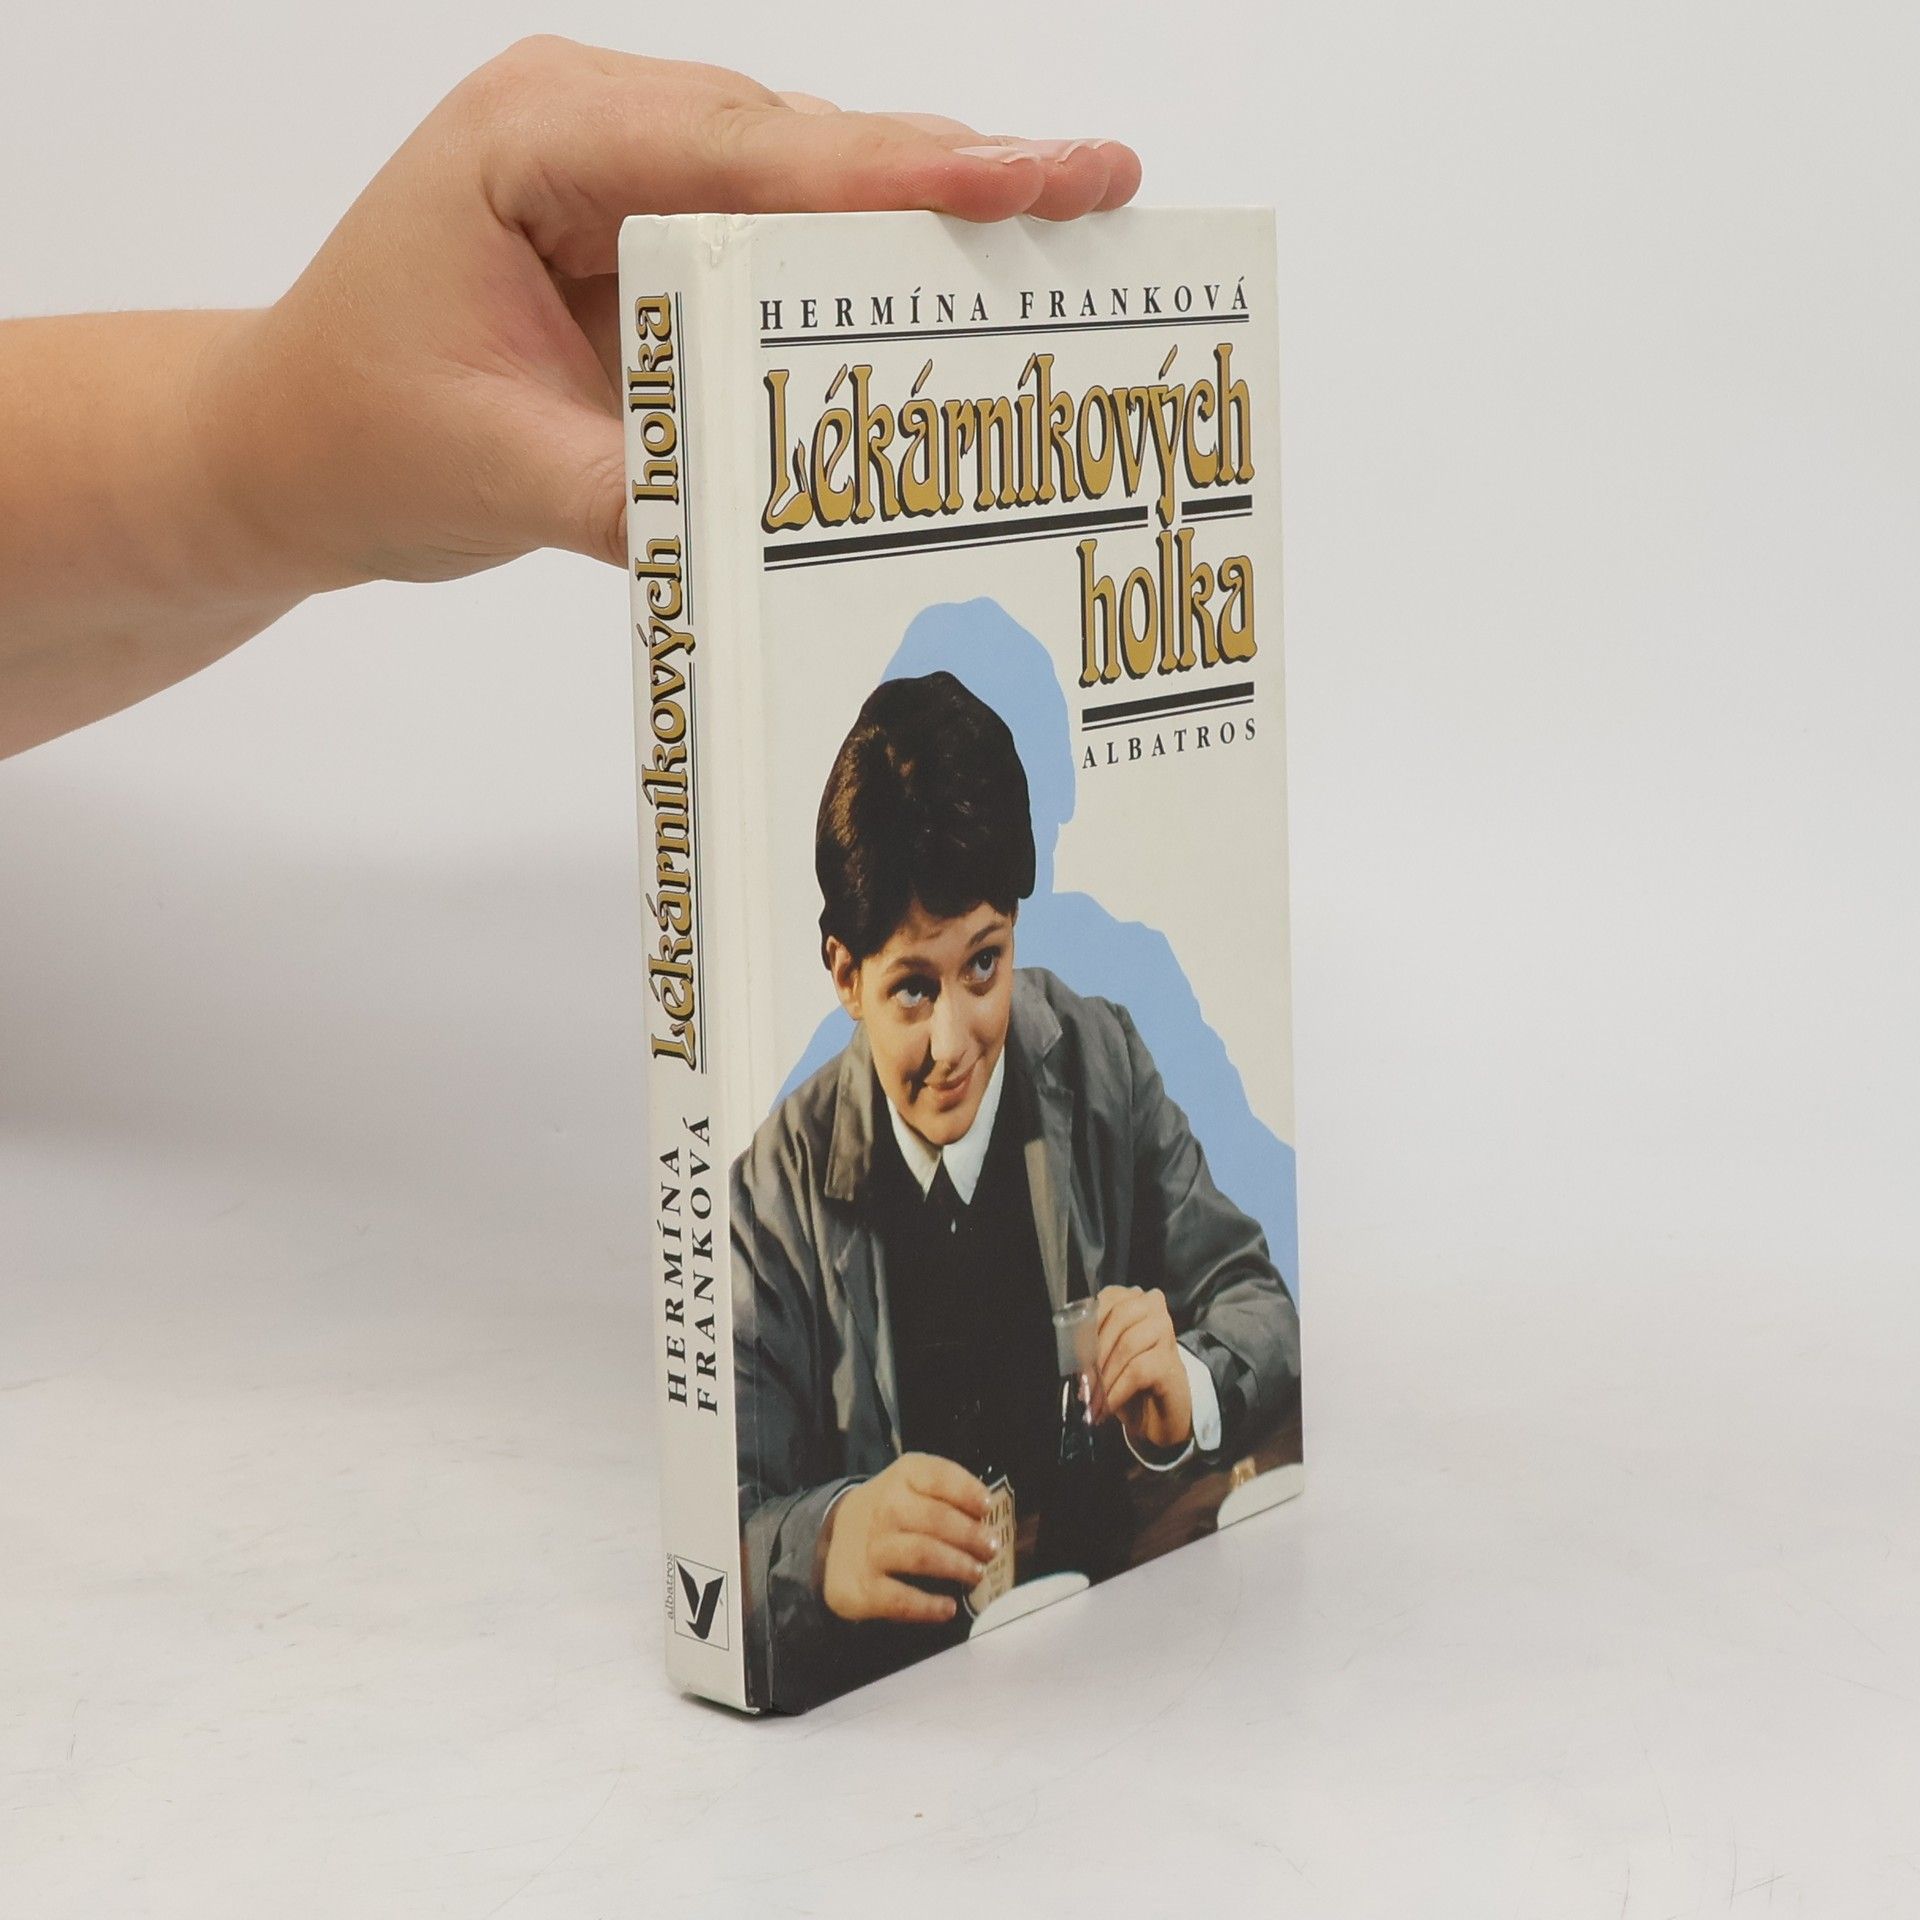 HERMÍNA FRANKOVÁ
Lékárníkových
holka
ALBATROS
Lékárníkových holka
HERMÍNA
FRANKOVÁ
albatros